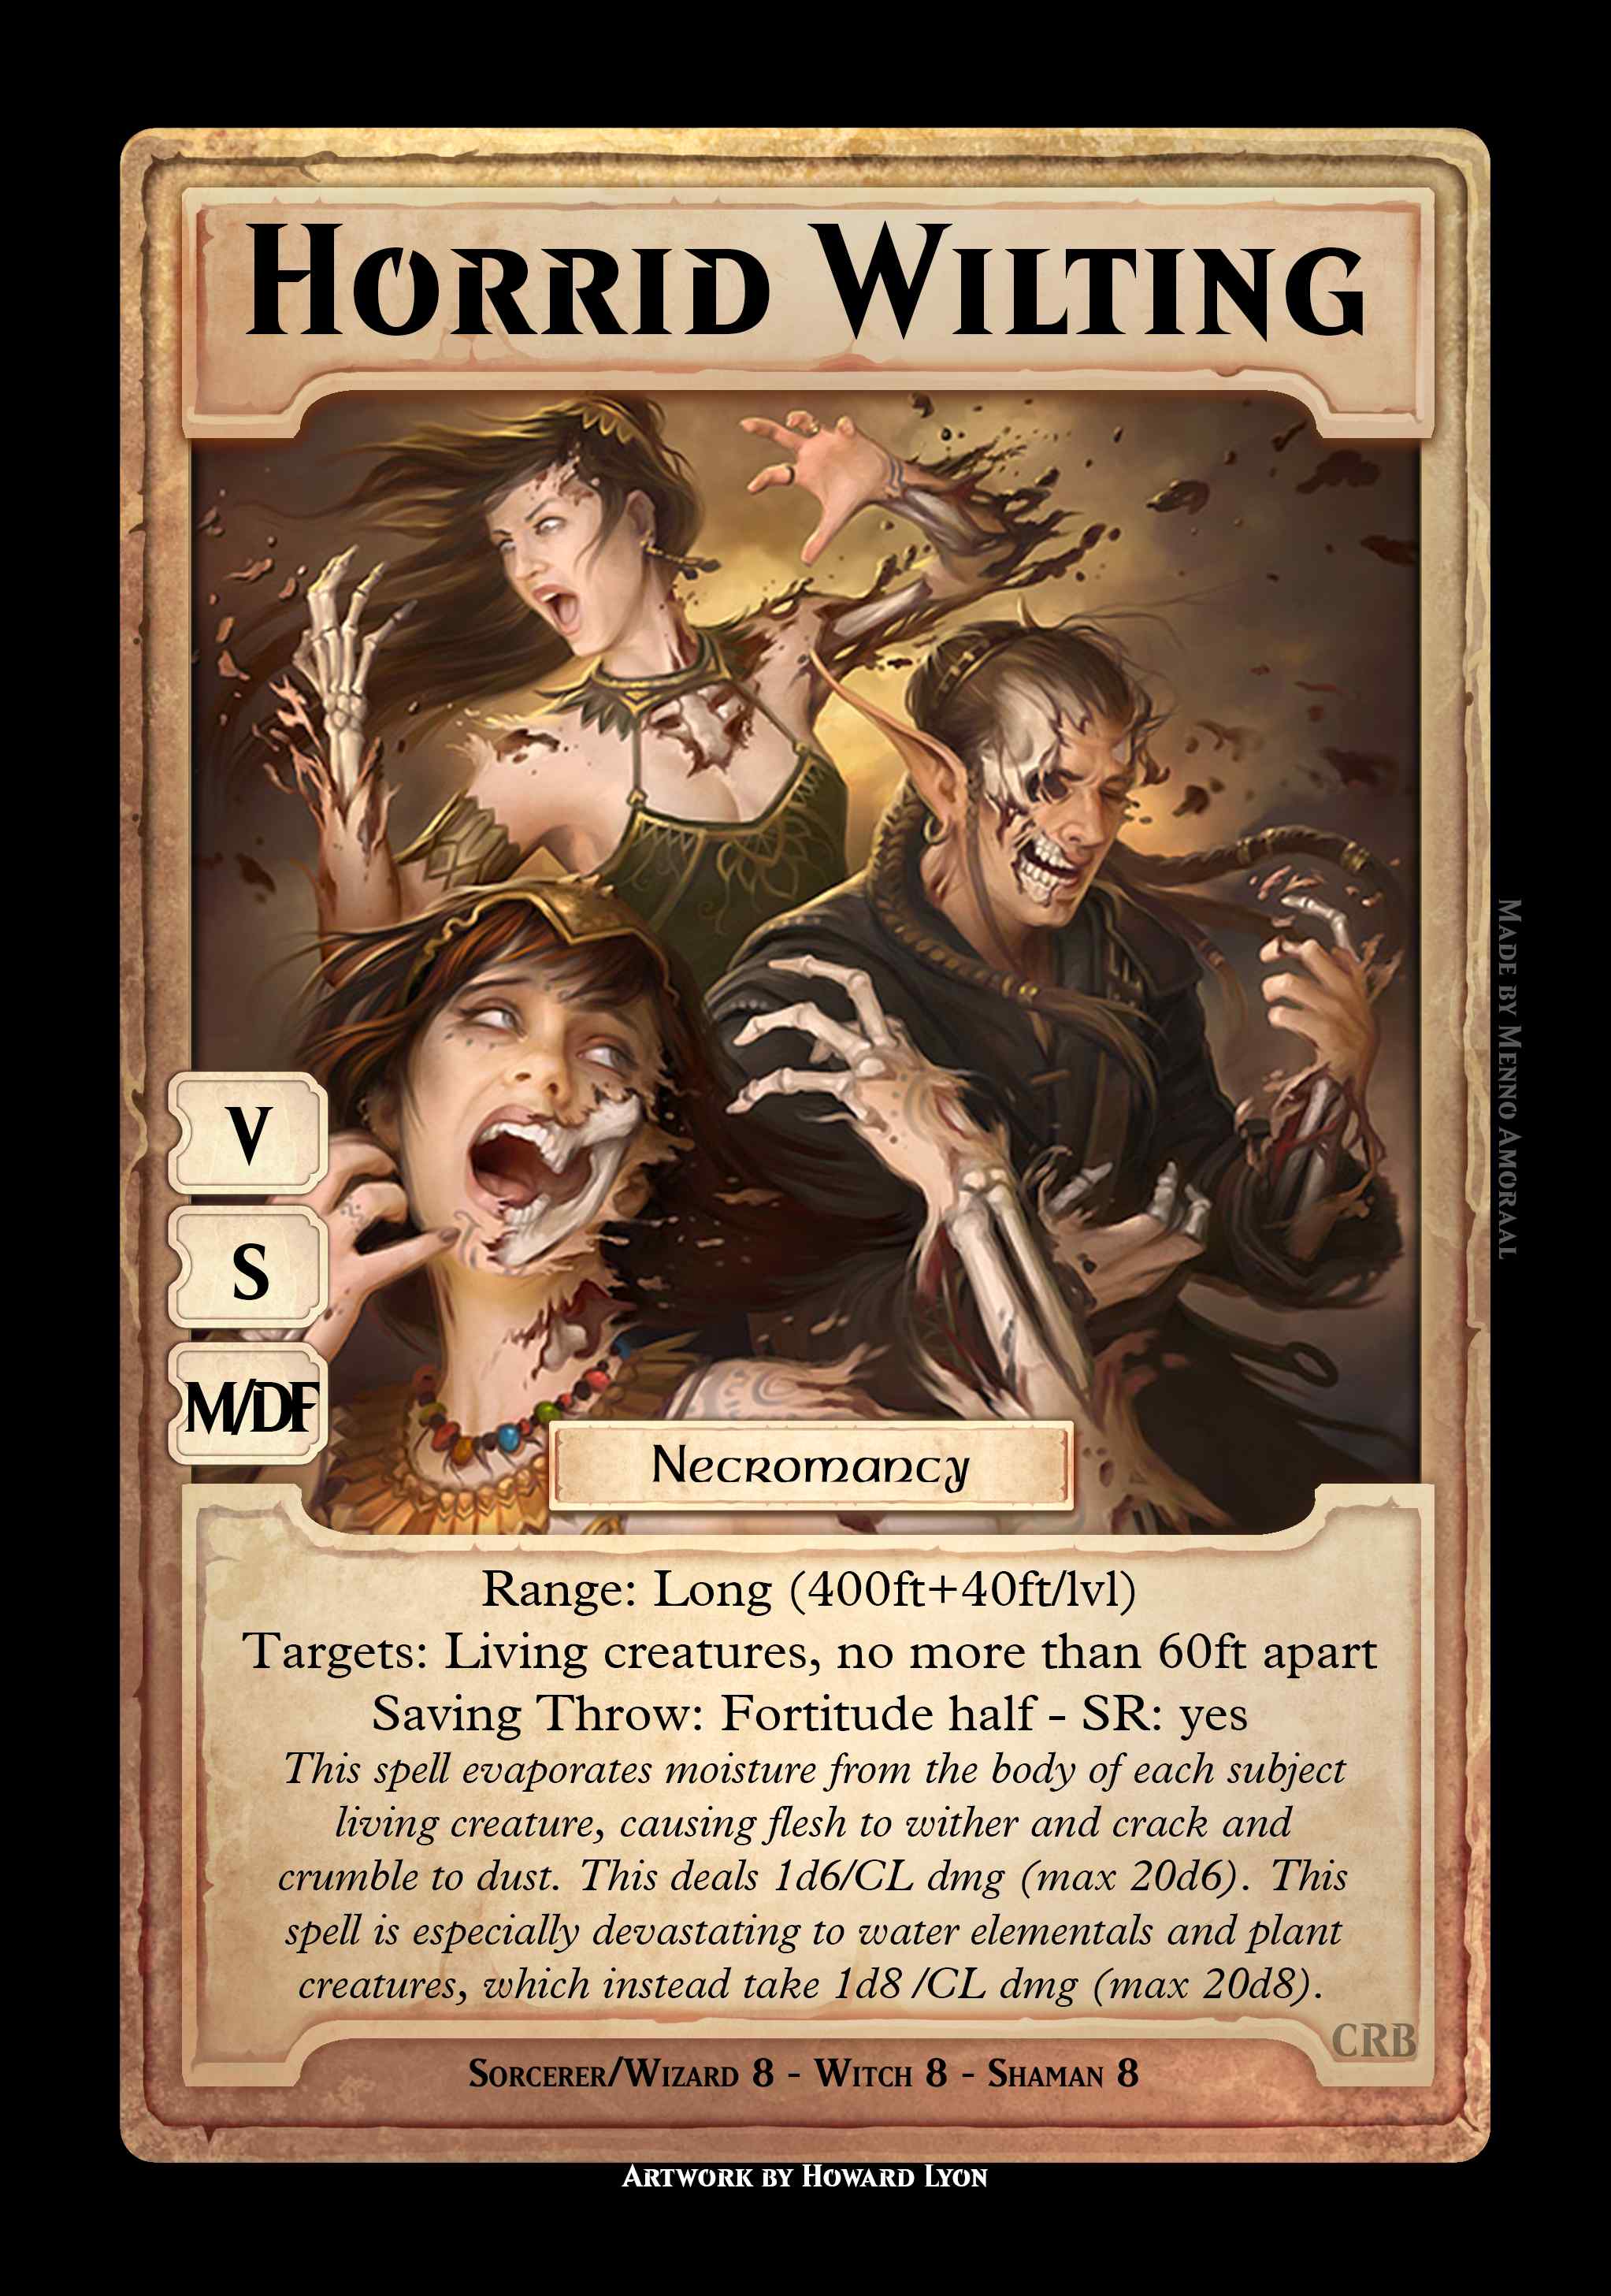 Horrid Wilting
V
S
M/DF
Necromancy
Range: Long (400ft+40ft/lvl)
Targets: Living creatures, no more than 60ft apart
Saving Throw: Fortitude half - SR: yes
This spell evaporates moisture from the body of each subject
living creature, causing flesh to wither and crack and
crumble to dust. This deals 1d6/CL dmg (max 20d6). This
spell is especially devastating to water elementals and plant
creatures, which instead take 1d8 /CL dmg (max 20d8).
CRB
Sorcerer/Wizard 8 - Witch 8 - Shaman 8
Artwork by Howard Lyon
Made by Menno Amoraal